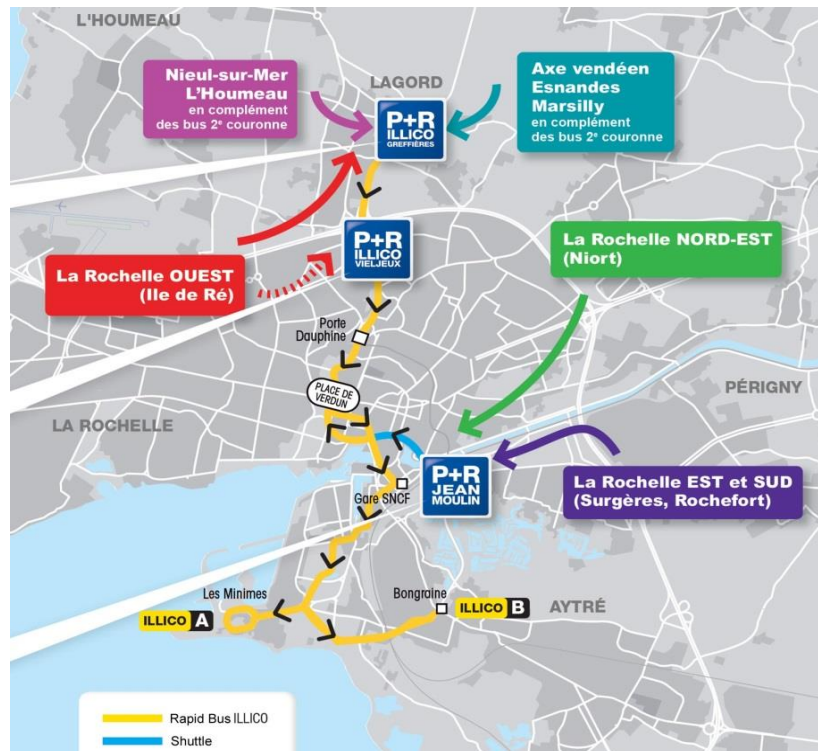 L'HOUMEAU
Nieul-sur-Mer
L'Houmeau
en complément
des bus 2e couronne
LAGORD
Axe vendéen
Esnandes
Marsilly
en complément
des bus 2e couronne
P+R
ILLICO
GREFFIÈRES
P+R
ILLICO
VIELJEUX
La Rochelle NORD-EST
(Niort)
La Rochelle OUEST
(Ile de Ré)
Porte
Dauphine
PLACE DE
VERDUN
PÉRIGNY
LA ROCHELLE
P+R
JEAN
MOULIN
Gare SNCF
La Rochelle EST et SUD
(Surgères, Rochefort)
Les Minimes
Bongraine
ILLICO A
ILLICO B
AYTRÉ
Rapid Bus ILLICO
Shuttle